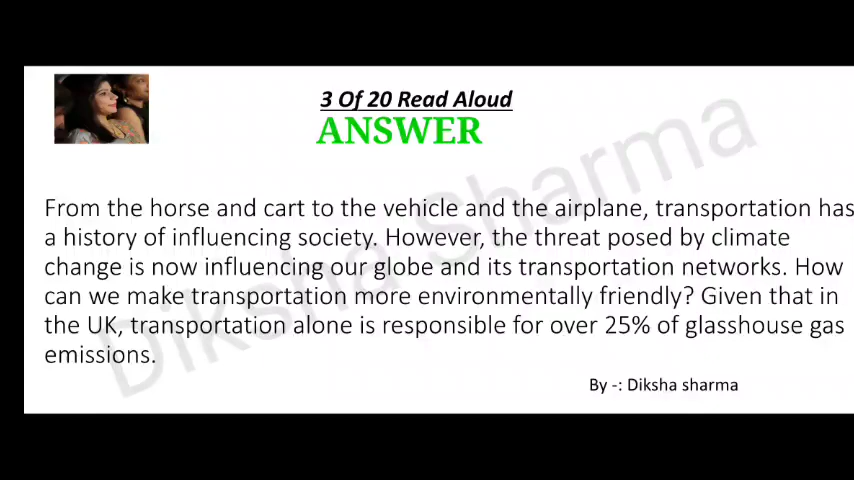 3 Of 20 Read Aloud
ANSWER
From the horse and cart to the vehicle and the airplane, transportation has
a history of influencing society. However, the threat posed by climate
change is now influencing our globe and its transportation networks. How
can we make transportation more environmentally friendly? Given that in
the UK, transportation alone is responsible for over 25% of glasshouse gas
emissions.
By -: Diksha sharma
Diksha Sharma